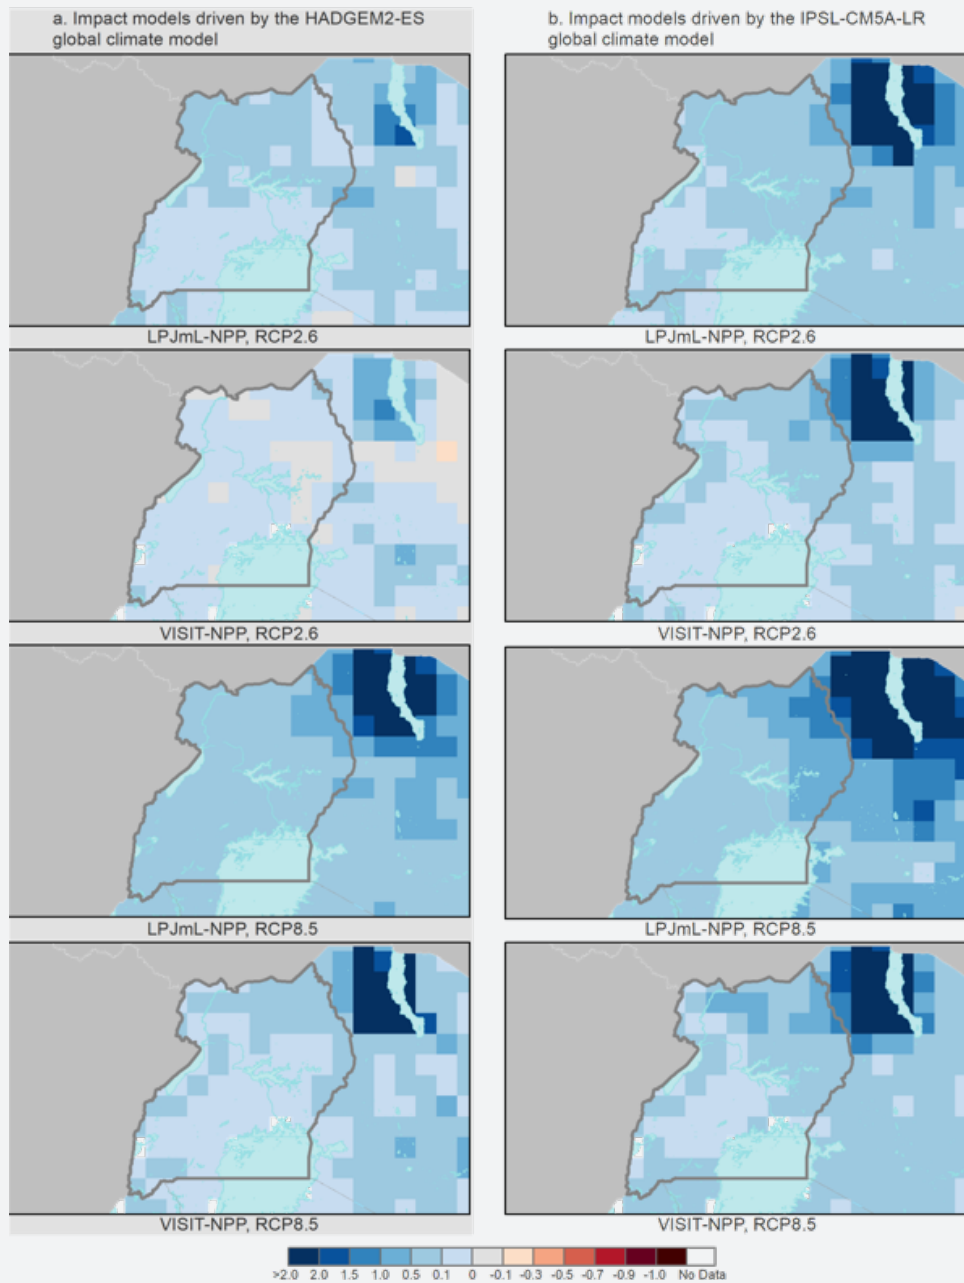 a. Impact models driven by the HADGEM2-ES
global climate model
b. Impact models driven by the IPSL-CM5A-LR
global climate model
LPJmL-NPP, RCP2.6
LPJmL-NPP, RCP2.6
VISIT-NPP, RCP2.6
VISIT-NPP, RCP2.6
LPJmL-NPP, RCP8.5
LPJmL-NPP, RCP8.5
VISIT-NPP, RCP8.5
VISIT-NPP, RCP8.5
>2.0 2.0 1.5 1.0 0.5 0.1 0 -0.1 -0.3 -0.5 -0.7 -0.9 -1.0 No Data